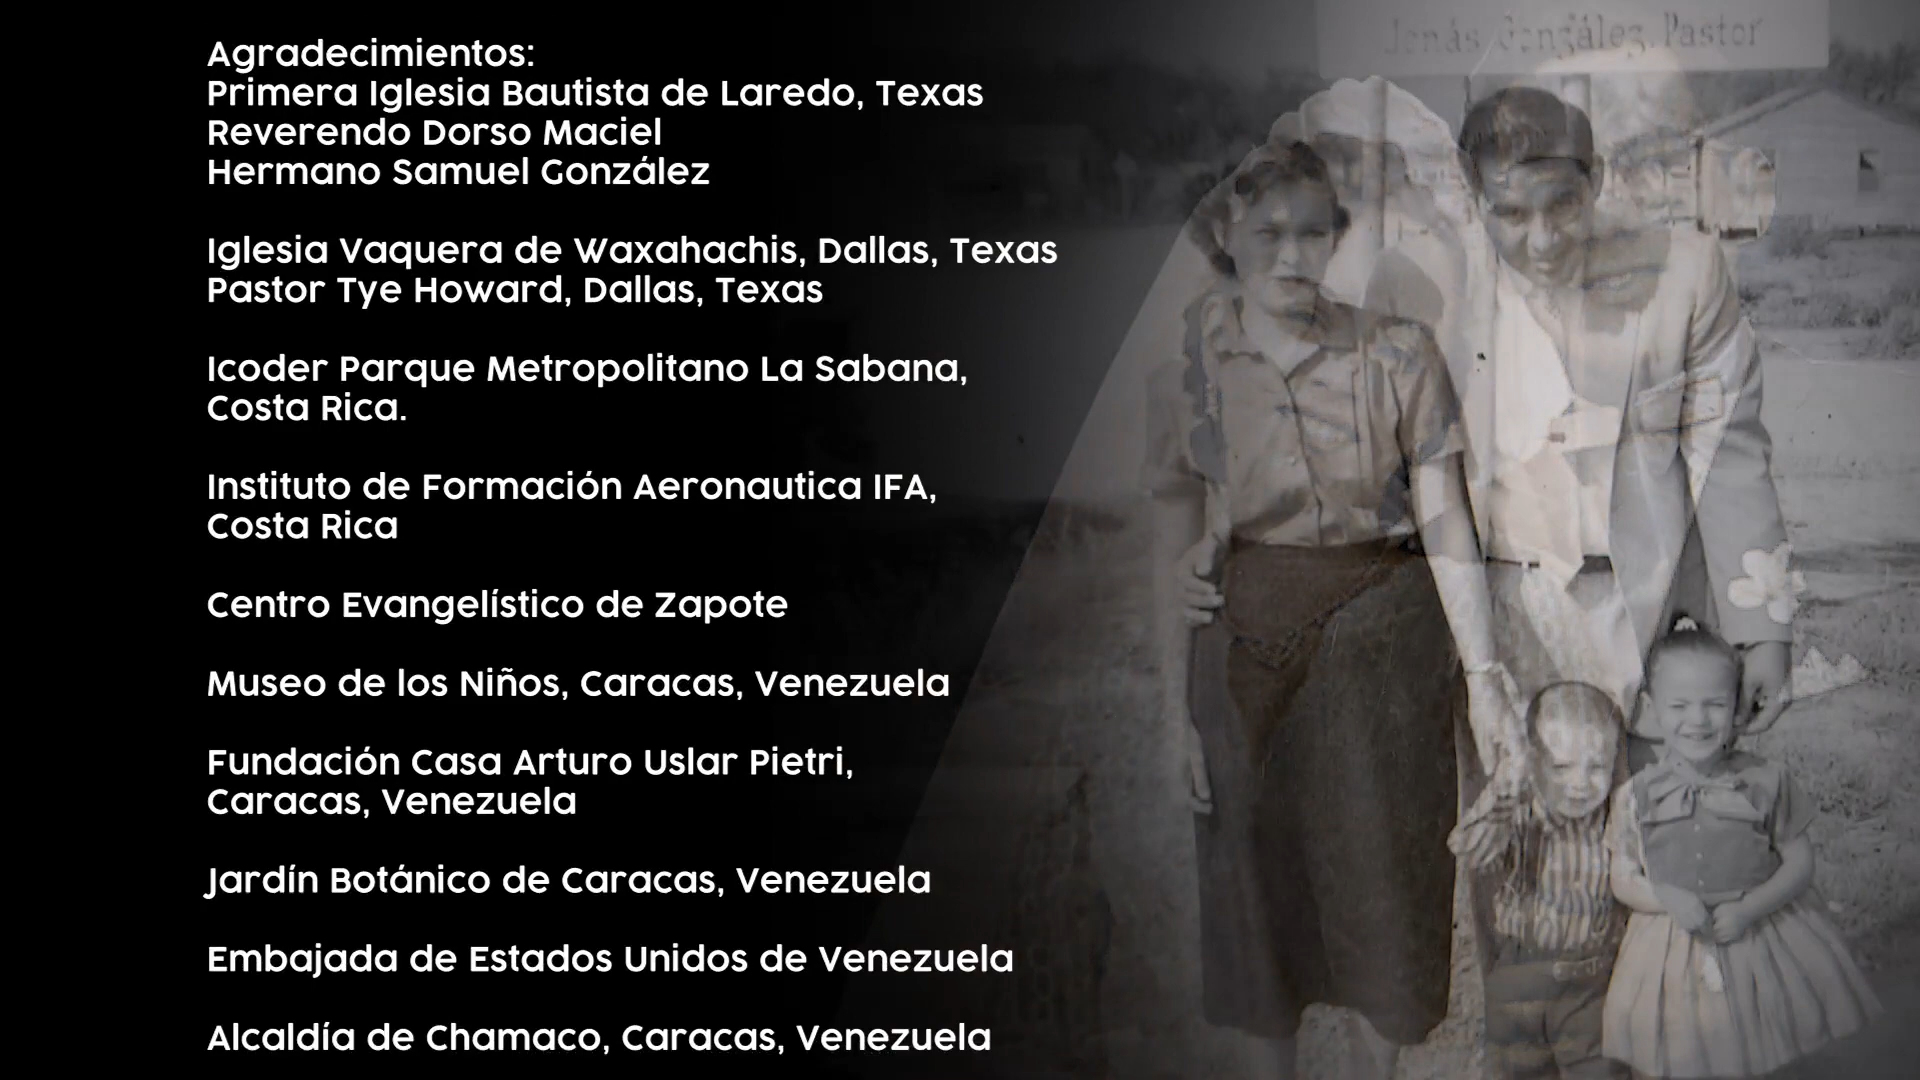 Agradecimientos:
Primera Iglesia Bautista de Laredo, Texas
Reverendo Dorso Maciel
Hermano Samuel González
Iglesia Vaquera de Waxahachis, Dallas, Texas
Pastor Tye Howard, Dallas, Texas
Icoder Parque Metropolitano La Sabana,
Costa Rica.
Instituto de Formación Aeronautica IFA,
Costa Rica
Centro Evangelístico de Zapote
Museo de los Niños, Caracas, Venezuela
Fundación Casa Arturo Uslar Pietri,
Caracas, Venezuela
Jardín Botánico de Caracas, Venezuela
Embajada de Estados Unidos de Venezuela
Alcaldía de Chamaco, Caracas, Venezuela
Jonás González, Pastor